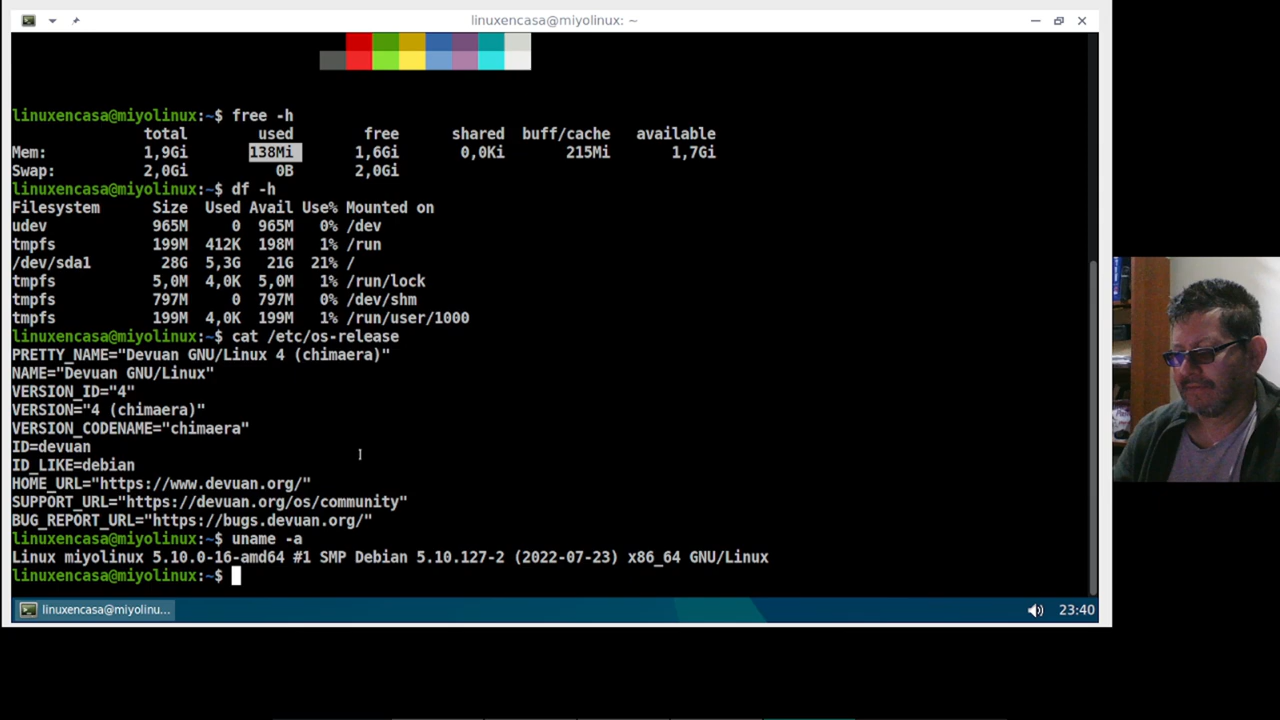 linuxencasa@miyolinux: ~
linuxencasa@miyolinux:~$ free -h
total used free shared buff/cache available
Mem: 1,9Gi 138Mi 1,6Gi 0,0Ki 215Mi 1,7Gi
Swap: 2,0Gi 0B 2,0Gi
linuxencasa@miyolinux:~$ df -h
Filesystem Size Used Avail Use% Mounted on
udev 965M 0 965M 0% /dev
tmpfs 199M 412K 198M 1% /run
/dev/sda1 28G 5,3G 21G 21% /
tmpfs 5,0M 4,0K 5,0M 1% /run/lock
tmpfs 797M 0 797M 0% /dev/shm
tmpfs 199M 4,0K 199M 1% /run/user/1000
linuxencasa@miyolinux:~$ cat /etc/os-release
PRETTY_NAME="Devuan GNU/Linux 4 (chimaera)"
NAME="Devuan GNU/Linux"
VERSION_ID="4"
VERSION="4 (chimaera)"
VERSION_CODENAME="chimaera"
ID=devuan
ID_LIKE=debian
HOME_URL="https://www.devuan.org/"
SUPPORT_URL="https://devuan.org/os/community"
BUG_REPORT_URL="https://bugs.devuan.org/"
linuxencasa@miyolinux:~$ uname -a
Linux miyolinux 5.10.0-16-amd64 #1 SMP Debian 5.10.127-2 (2022-07-23) x86_64 GNU/Linux
linuxencasa@miyolinux:~$
linuxencasa@miyolinu... 23:40